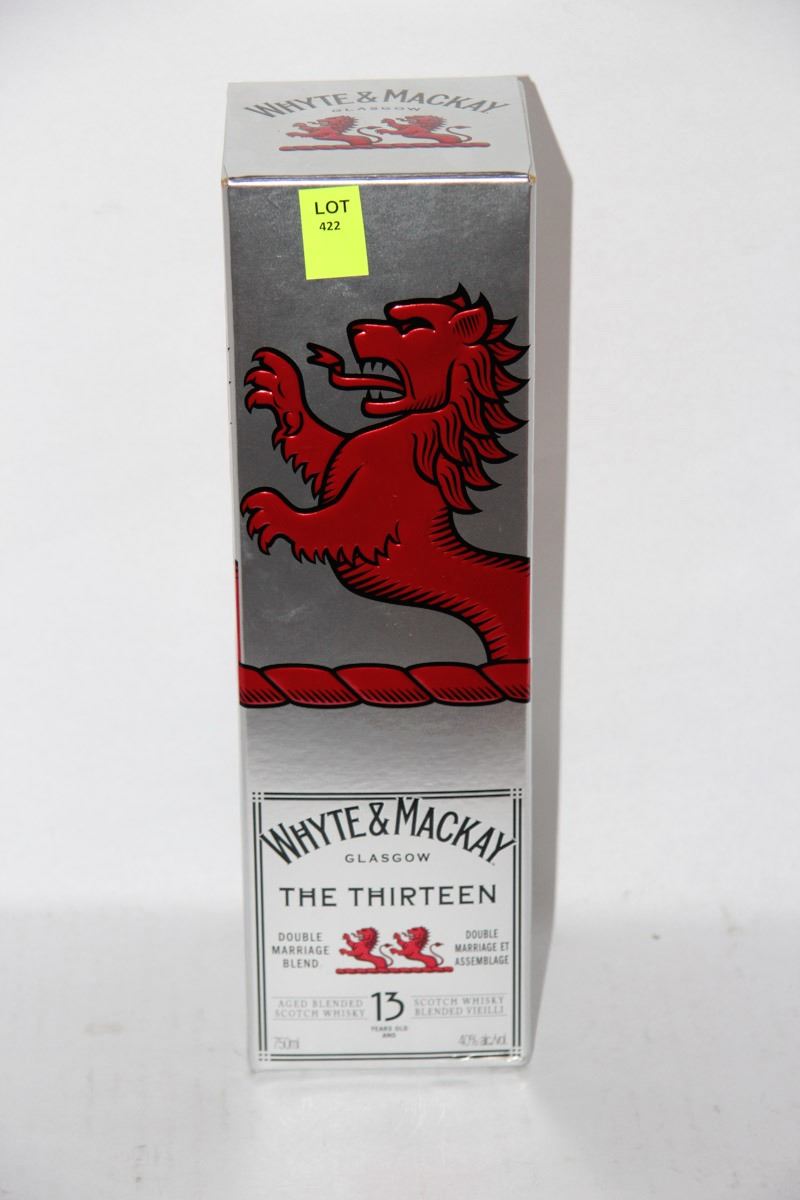 WHYTE & MACKAY
GLASGOW
LOT
422
WHYTE & MACKAY
GLASGOW
THE THIRTEEN
DOUBLE
MARRIAGE
BLEND
DOUBLE
MARRIAGE ET
ASSEMBLAGE
AGED BLENDED
SCOTCH WHISKY
13
YEARS OLD
ANS
SCOTCH WHISKY
BLENDED VIEILLI
750ml
40% alc./vol.